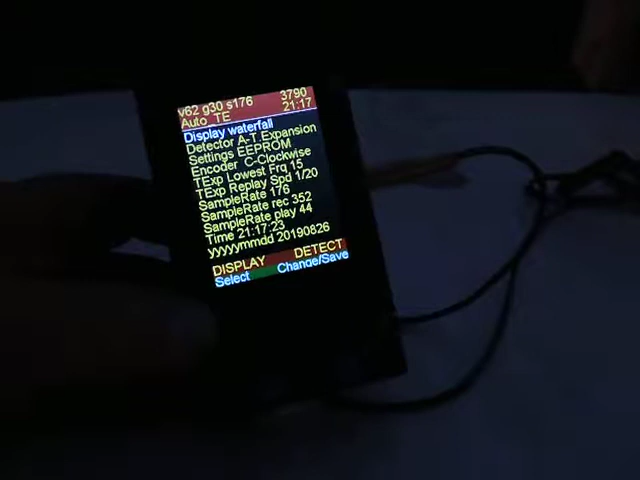 v62 g30 s176 3790
Auto_TE 21:17
Display waterfall
Detector A-T.Expansion
Settings EEPROM
Encoder C-Clockwise
TExp Lowest Frq 15
TExp Replay Spd 1/20
SampleRate 176
SampleRate rec 352
SampleRate play 44
Time 21:17:23
yyyymmdd 20190826
DISPLAY DETECT
Select Change/Save